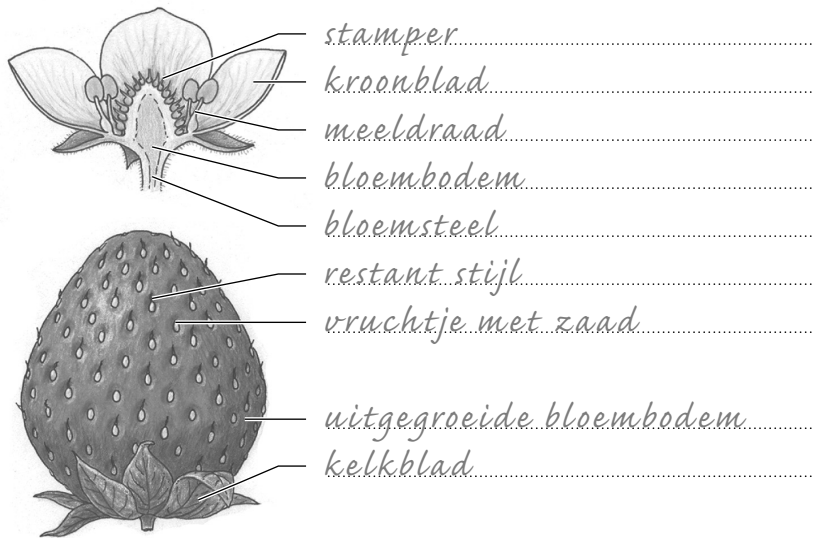 stamper
kroonblad
meeldraad
bloembodem
bloemsteel
restant stijl
vruchtje met zaad
uitgegroeide bloembodem
kelkblad